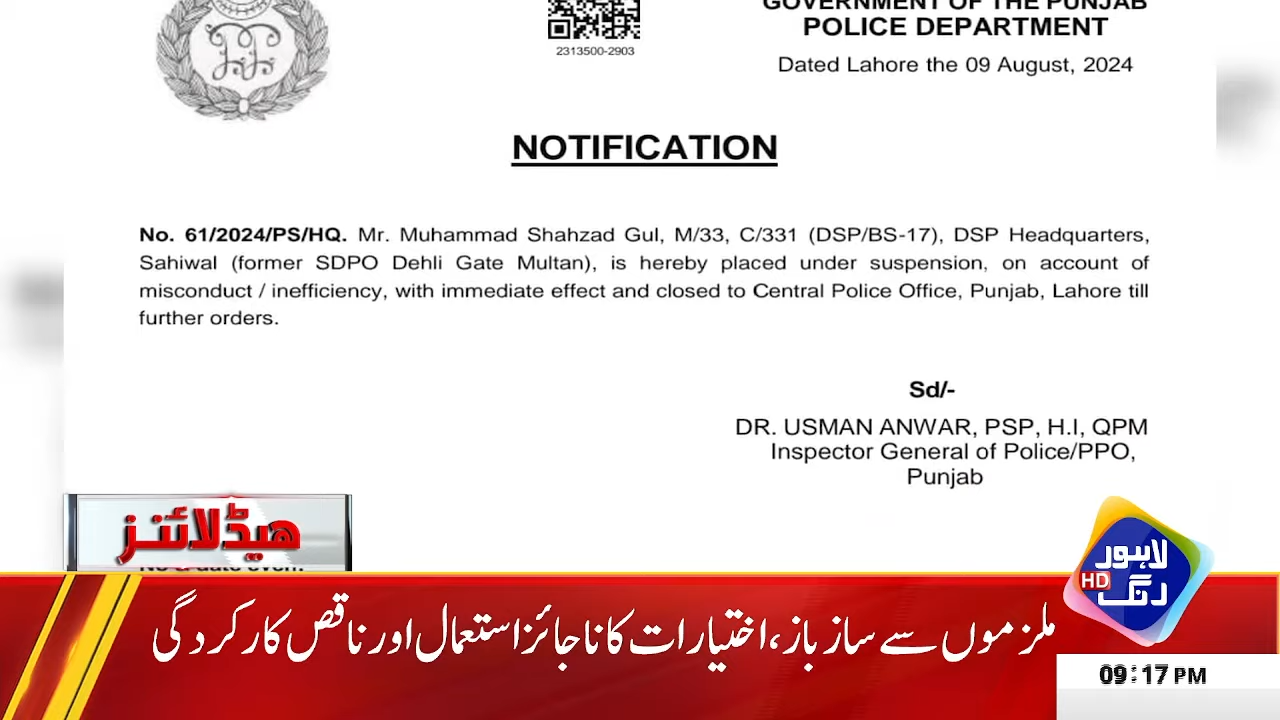 GOVERNMENT OF THE PUNJAB
POLICE DEPARTMENT
2313500-2903
Dated Lahore the 09 August, 2024
NOTIFICATION
No. 61/2024/PS/HQ. Mr. Muhammad Shahzad Gul, M/33, C/331 (DSP/BS-17), DSP Headquarters,
Sahiwal (former SDPO Dehli Gate Multan), is hereby placed under suspension, on account of
misconduct / inefficiency, with immediate effect and closed to Central Police Office, Punjab, Lahore till
further orders.
Sd/-
DR. USMAN ANWAR, PSP, H.I, QPM
Inspector General of Police/PPO,
Punjab
ہیڈلائنز
No & date even.
لاہور
HD رنگ
ملزموں سے ساز باز، اختیارات کا ناجائز استعمال اور ناقص کارکردگی
09:17 PM